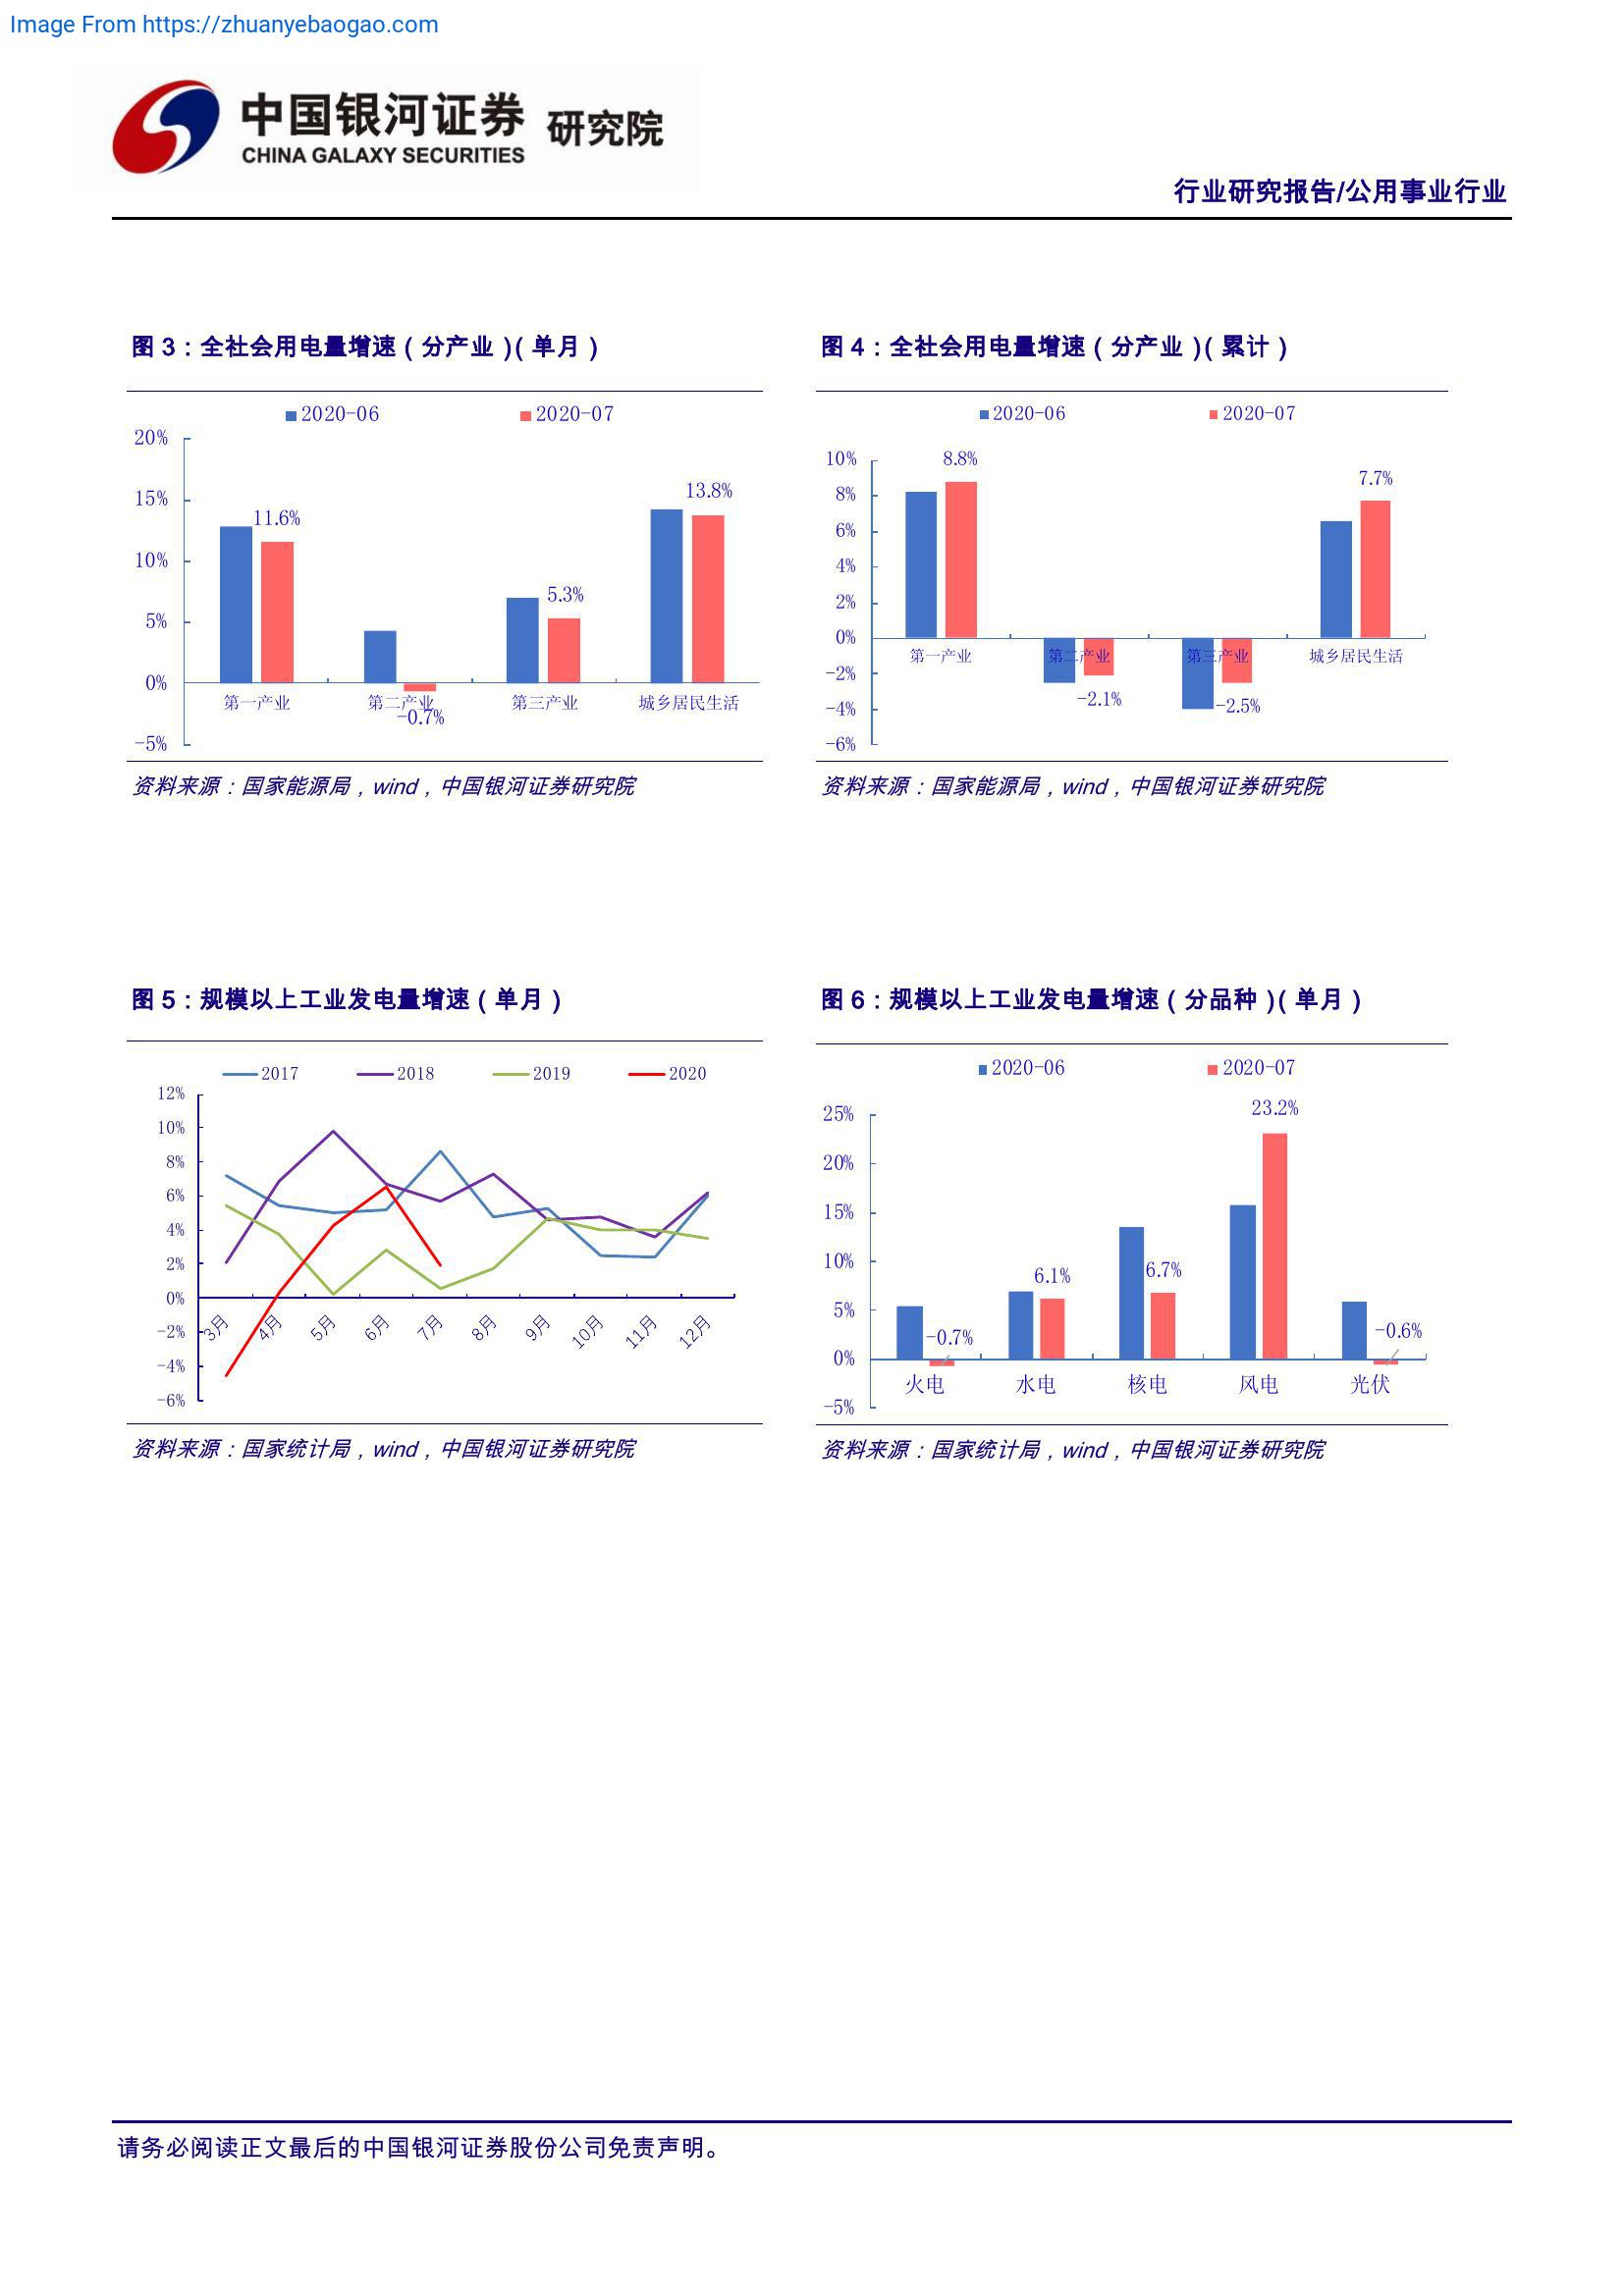 Image From https://zhuanyebaogao.com
中国银河证券 研究院
CHINA GALAXY SECURITIES
行业研究报告/公用事业行业
图 3：全社会用电量增速（分产业）（单月）
2020-06 2020-07
20%
15%
10%
5%
0%
-5%
11.6%
-0.7%
5.3%
13.8%
第一产业 第二产业 第三产业 城乡居民生活
资料来源：国家能源局，wind，中国银河证券研究院
图 4：全社会用电量增速（分产业）（累计）
2020-06 2020-07
10%
8%
6%
4%
2%
0%
-2%
-4%
-6%
8.8%
-2.1%
-2.5%
7.7%
第一产业 第二产业 第三产业 城乡居民生活
资料来源：国家能源局，wind，中国银河证券研究院
图 5：规模以上工业发电量增速（单月）
2017 2018 2019 2020
12%
10%
8%
6%
4%
2%
0%
-2%
-4%
-6%
3月 4月 5月 6月 7月 8月 9月 10月 11月 12月
资料来源：国家统计局，wind，中国银河证券研究院
图 6：规模以上工业发电量增速（分品种）（单月）
2020-06 2020-07
25%
20%
15%
10%
5%
0%
-5%
-0.7%
6.1%
6.7%
23.2%
-0.6%
火电 水电 核电 风电 光伏
资料来源：国家统计局，wind，中国银河证券研究院
请务必阅读正文最后的中国银河证券股份公司免责声明。